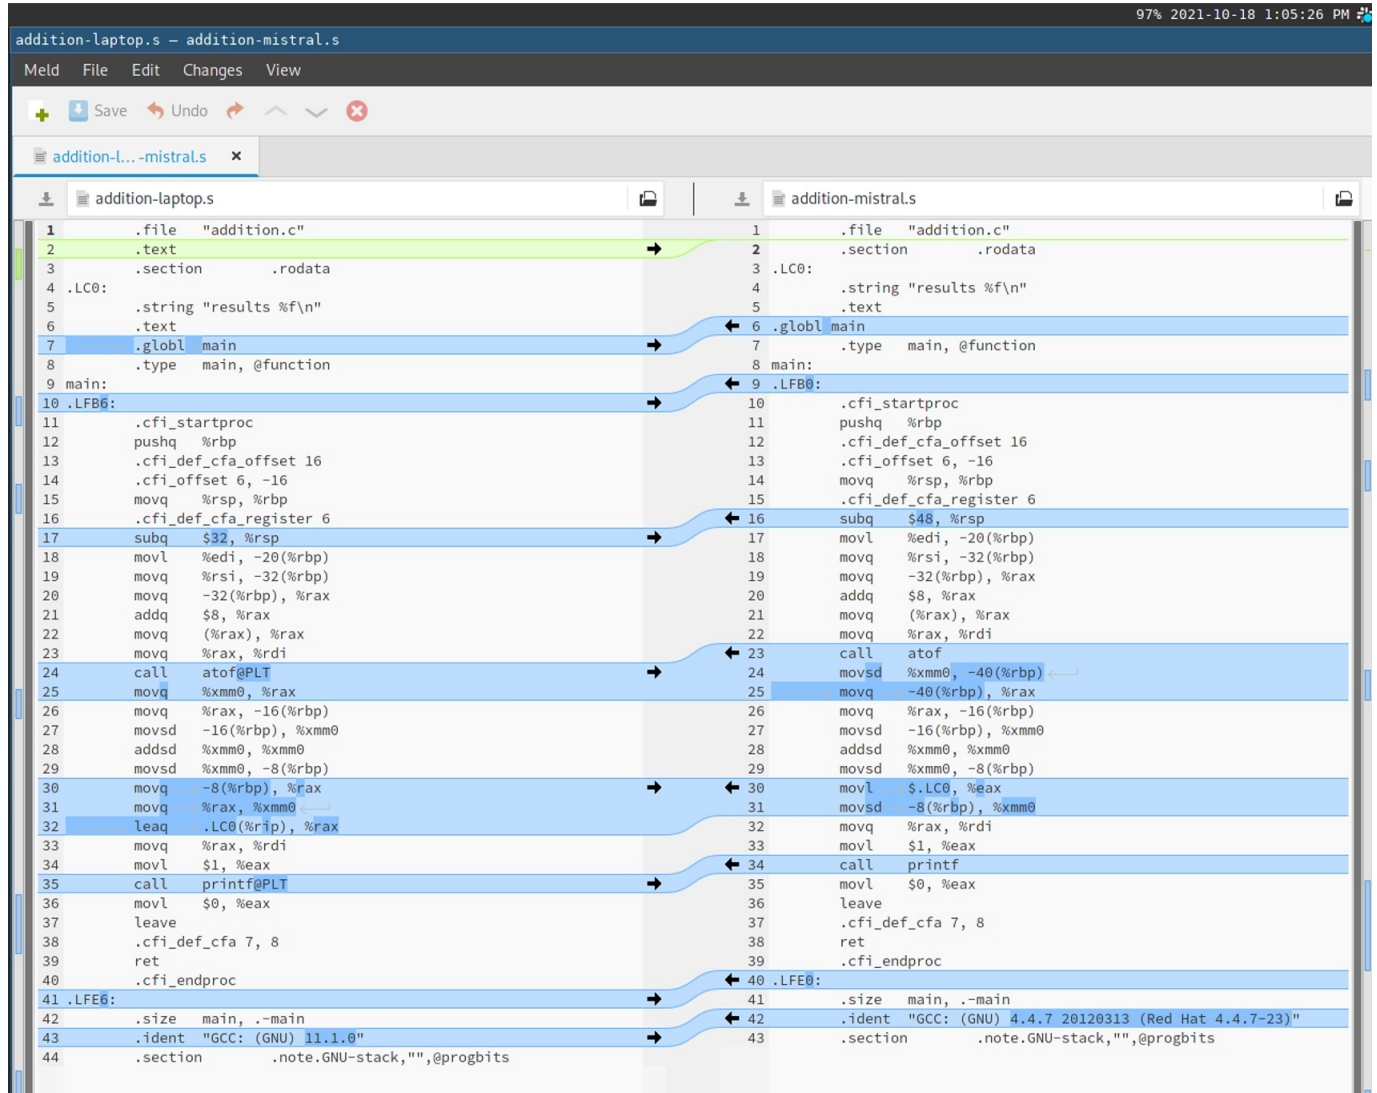 97% 2021-10-18 1:05:26 PM
addition-laptop.s — addition-mistral.s
Meld File Edit Changes View
Save Undo
addition-l... -mistral.s ×
addition-laptop.s
1 .file "addition.c"
2 .text
3 .section .rodata
4 .LC0:
5 .string "results %f\n"
6 .text
7 .globl main
8 .type main, @function
9 main:
10 .LFB6:
11 .cfi_startproc
12 pushq %rbp
13 .cfi_def_cfa_offset 16
14 .cfi_offset 6, -16
15 movq %rsp, %rbp
16 .cfi_def_cfa_register 6
17 subq $32, %rsp
18 movl %edi, -20(%rbp)
19 movq %rsi, -32(%rbp)
20 movq -32(%rbp), %rax
21 addq $8, %rax
22 movq (%rax), %rax
23 movq %rax, %rdi
24 call atof@PLT
25 movq %xmm0, %rax
26 movq %rax, -16(%rbp)
27 movsd -16(%rbp), %xmm0
28 addsd %xmm0, %xmm0
29 movsd %xmm0, -8(%rbp)
30 movq -8(%rbp), %rax
31 movq %rax, %xmm0
32 leaq .LC0(%rip), %rax
33 movq %rax, %rdi
34 movl $1, %eax
35 call printf@PLT
36 movl $0, %eax
37 leave
38 .cfi_def_cfa 7, 8
39 ret
40 .cfi_endproc
41 .LFE6:
42 .size main, .-main
43 .ident "GCC: (GNU) 11.1.0"
44 .section .note.GNU-stack,"",@progbits
addition-mistral.s
1 .file "addition.c"
2 .section .rodata
3 .LC0:
4 .string "results %f\n"
5 .text
6 .globl main
7 .type main, @function
8 main:
9 .LFB0:
10 .cfi_startproc
11 pushq %rbp
12 .cfi_def_cfa_offset 16
13 .cfi_offset 6, -16
14 movq %rsp, %rbp
15 .cfi_def_cfa_register 6
16 subq $48, %rsp
17 movl %edi, -20(%rbp)
18 movq %rsi, -32(%rbp)
19 movq -32(%rbp), %rax
20 addq $8, %rax
21 movq (%rax), %rax
22 movq %rax, %rdi
23 call atof
24 movsd %xmm0, -40(%rbp)
25 movq -40(%rbp), %rax
26 movq %rax, -16(%rbp)
27 movsd -16(%rbp), %xmm0
28 addsd %xmm0, %xmm0
29 movsd %xmm0, -8(%rbp)
30 movl $.LC0, %eax
31 movsd -8(%rbp), %xmm0
32 movq %rax, %rdi
33 movl $1, %eax
34 call printf
35 movl $0, %eax
36 leave
37 .cfi_def_cfa 7, 8
38 ret
39 .cfi_endproc
40 .LFE0:
41 .size main, .-main
42 .ident "GCC: (GNU) 4.4.7 20120313 (Red Hat 4.4.7-23)"
43 .section .note.GNU-stack,"",@progbits